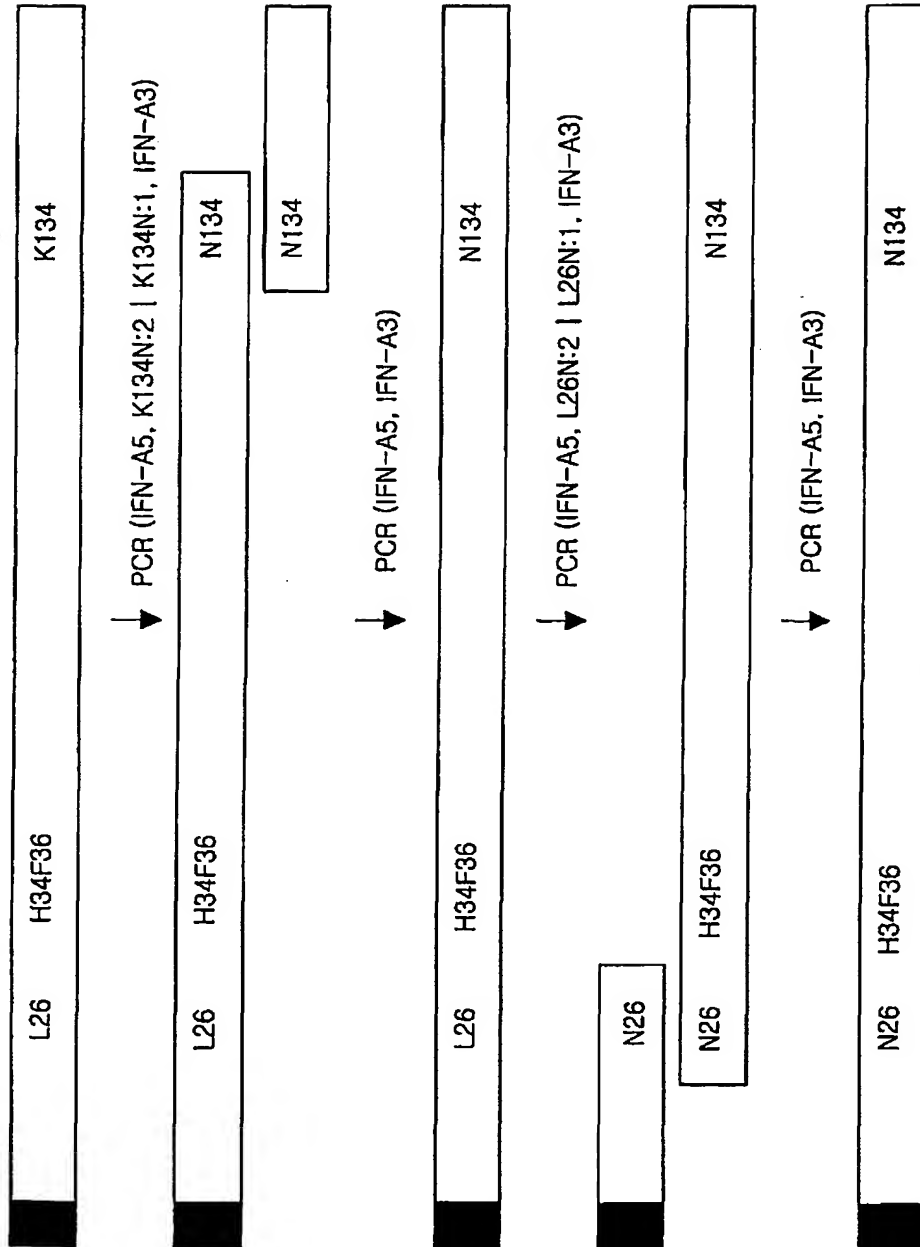 L26 H34F36 K134
PCR (IFN-A5, K134N:2 | K134N:1, IFN-A3)
L26 H34F36 N134
N134
PCR (IFN-A5, IFN-A3)
L26 H34F36 N134
PCR (IFN-A5, L26N:2 | L26N:1, IFN-A3)
N26
N26 H34F36 N134
PCR (IFN-A5, IFN-A3)
N26 H34F36 N134